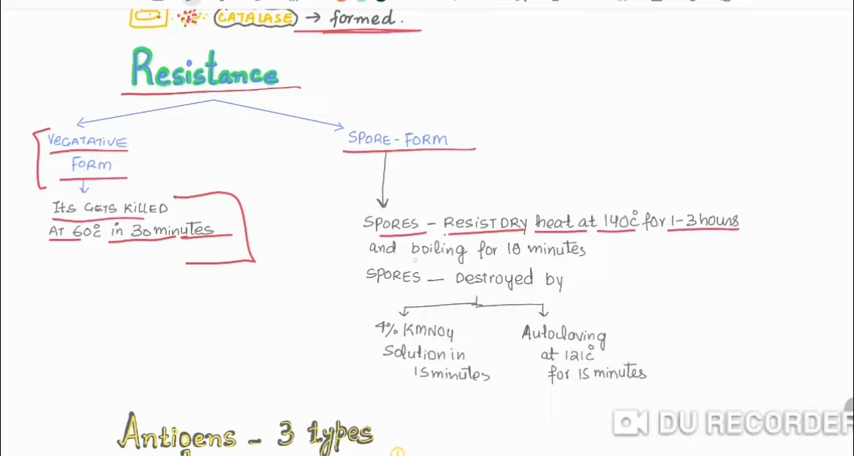 CATALASE → formed.
Resistance
VEGATATIVE
FORM
ITS GETS KILLED
AT 60°C in 30 minutes
SPORE-FORM
SPORES - RESIST DRY heat at 140°C for 1-3 hours
and boiling for 10 minutes
SPORES — Destroyed by
4% KMNO4
Solution in
15 minutes
Autoclaving
at 121°C
for 15 minutes
Antigens - 3 types
DU RECORDER